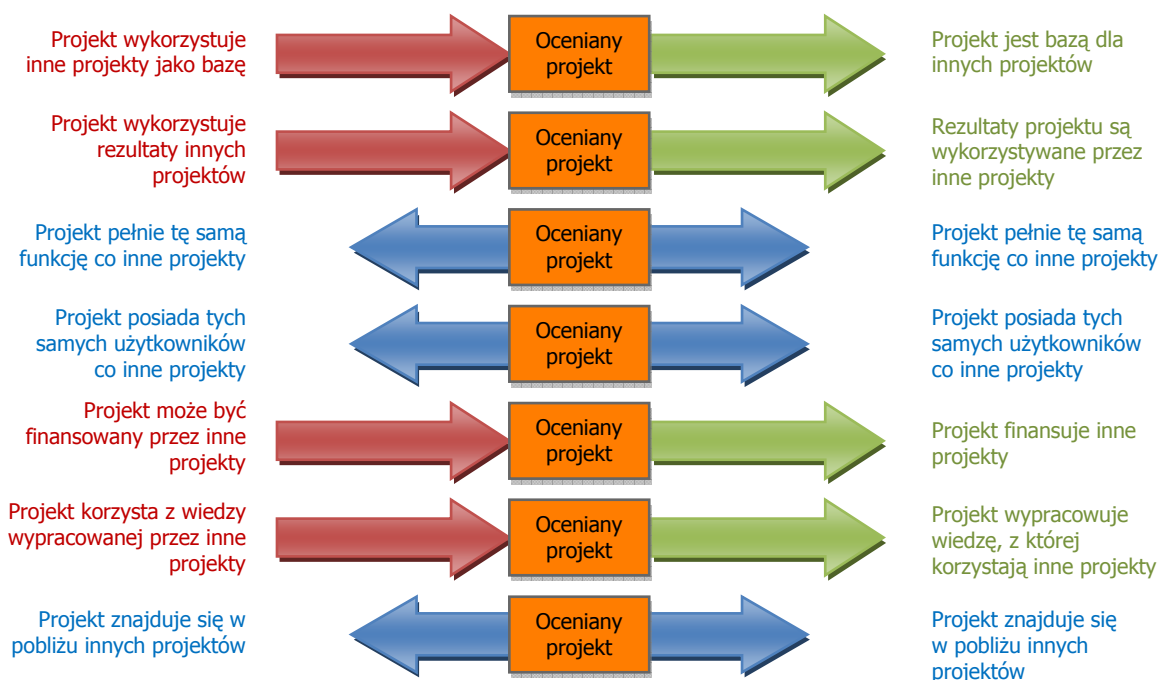 Projekt wykorzystuje
inne projekty jako bazę
Oceniany
projekt
Projekt jest bazą dla
innych projektów
Projekt wykorzystuje
rezultaty innych
projektów
Oceniany
projekt
Rezultaty projektu są
wykorzystywane przez
inne projekty
Projekt pełnie tę samą
funkcję co inne projekty
Oceniany
projekt
Projekt pełnie tę samą
funkcję co inne projekty
Projekt posiada tych
samych użytkowników
co inne projekty
Oceniany
projekt
Projekt posiada tych
samych użytkowników
co inne projekty
Projekt może być
finansowany przez inne
projekty
Oceniany
projekt
Projekt finansuje inne
projekty
Projekt korzysta z wiedzy
wypracowanej przez inne
projekty
Oceniany
projekt
Projekt wypracowuje
wiedzę, z której
korzystają inne projekty
Projekt znajduje się w
pobliżu innych projektów
Oceniany
projekt
Projekt znajduje się
w pobliżu innych
projektów